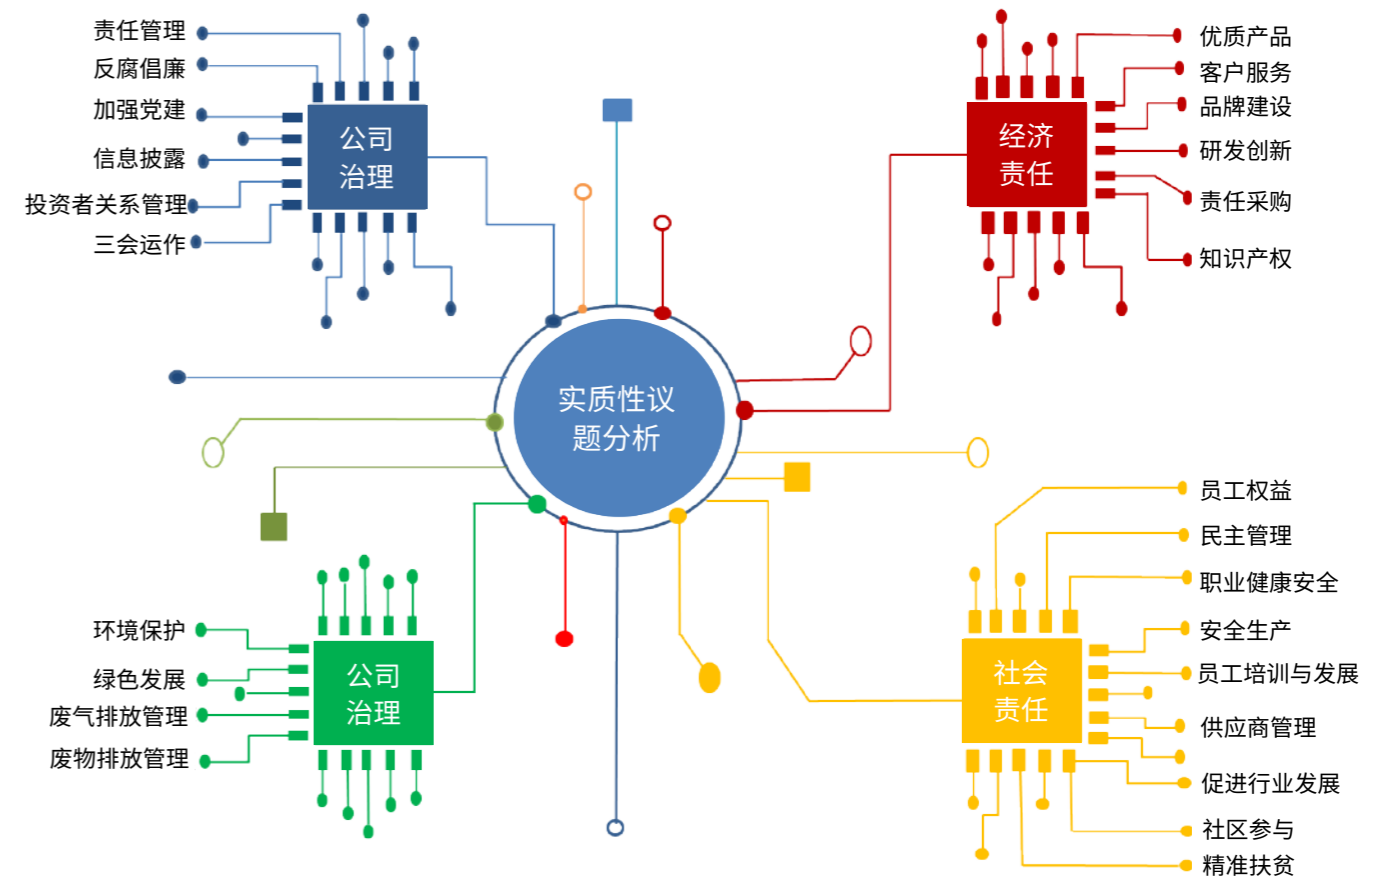 责任管理
反腐倡廉
加强党建
信息披露
投资者关系管理
三会运作
公司
治理
优质产品
客户服务
品牌建设
研发创新
责任采购
知识产权
经济
责任
实质性议
题分析
环境保护
绿色发展
废气排放管理
废物排放管理
公司
治理
员工权益
民主管理
职业健康安全
安全生产
员工培训与发展
供应商管理
促进行业发展
社区参与
精准扶贫
社会
责任